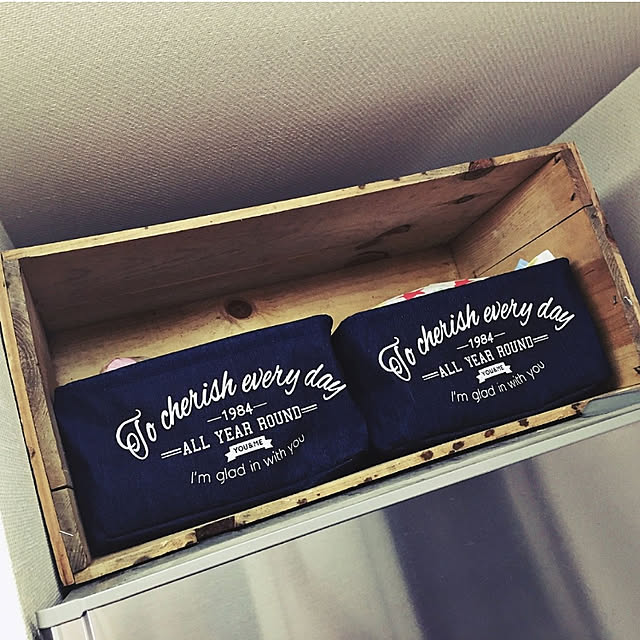 To cherish every day
1984
ALL YEAR ROUND
YOU&ME
I'm glad in with you
To cherish every day
1984
ALL YEAR ROUND
YOU&ME
I'm glad in with you